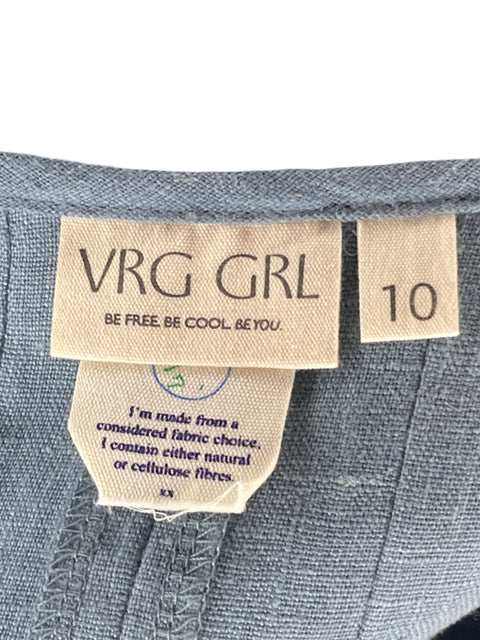 VRG GRL
BE FREE. BE COOL. BE YOU.
10
I'm made from a
considered fabric choice,
I contain either natural
or cellulose fibres.
xx